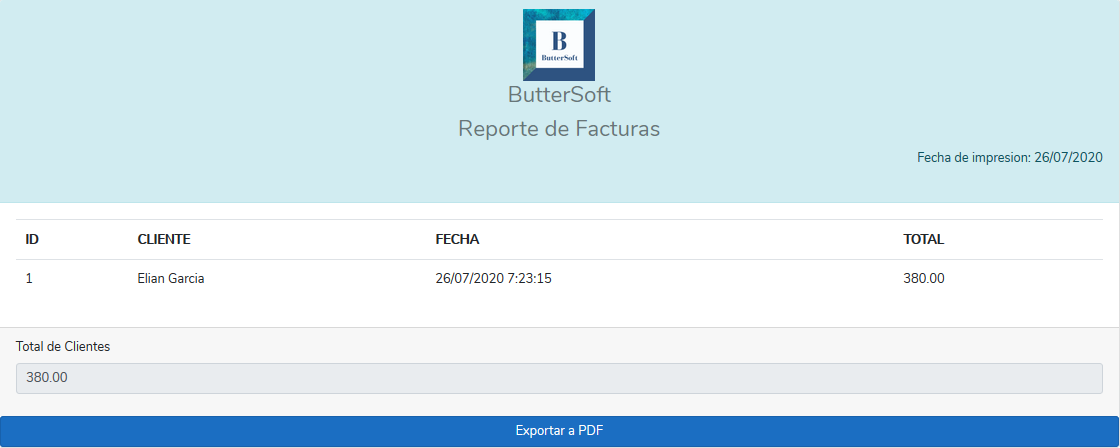 B
ButterSoft
ButterSoft
Reporte de Facturas
Fecha de impresion: 26/07/2020
ID CLIENTE FECHA TOTAL
1 Elian Garcia 26/07/2020 7:23:15 380.00
Total de Clientes
380.00
Exportar a PDF